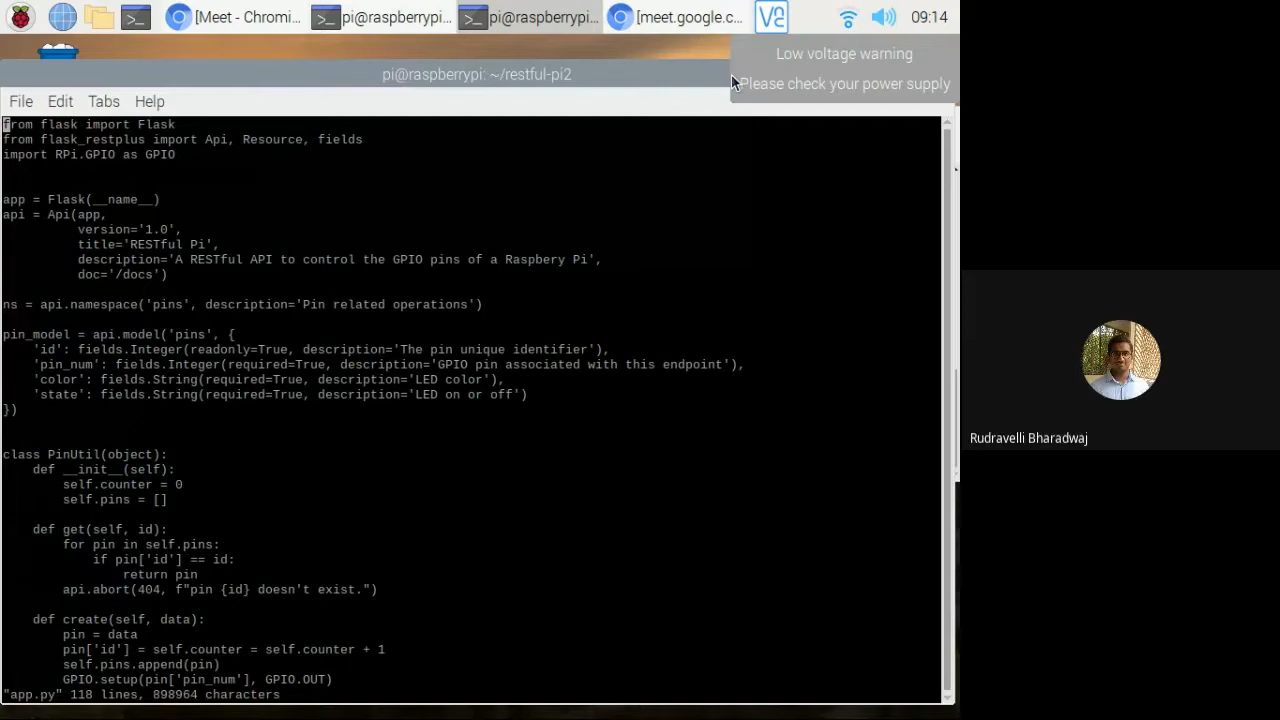 [Meet - Chromi...
pi@raspberrypi...
pi@raspberrypi...
[meet.google.c...
09:14
Low voltage warning
Please check your power supply
pi@raspberrypi: ~/restful-pi2
File Edit Tabs Help
from flask import Flask
from flask_restplus import Api, Resource, fields
import RPi.GPIO as GPIO
app = Flask(__name__)
api = Api(app,
          version='1.0',
          title='RESTful Pi',
          description='A RESTful API to control the GPIO pins of a Raspbery Pi',
          doc='/docs')
ns = api.namespace('pins', description='Pin related operations')
pin_model = api.model('pins', {
    'id': fields.Integer(readonly=True, description='The pin unique identifier'),
    'pin_num': fields.Integer(required=True, description='GPIO pin associated with this endpoint'),
    'color': fields.String(required=True, description='LED color'),
    'state': fields.String(required=True, description='LED on or off')
})
class PinUtil(object):
    def __init__(self):
        self.counter = 0
        self.pins = []
    def get(self, id):
        for pin in self.pins:
            if pin['id'] == id:
                return pin
        api.abort(404, f"pin {id} doesn't exist.")
    def create(self, data):
        pin = data
        pin['id'] = self.counter = self.counter + 1
        self.pins.append(pin)
        GPIO.setup(pin['pin_num'], GPIO.OUT)
"app.py" 118 lines, 898964 characters
Rudravelli Bharadwaj